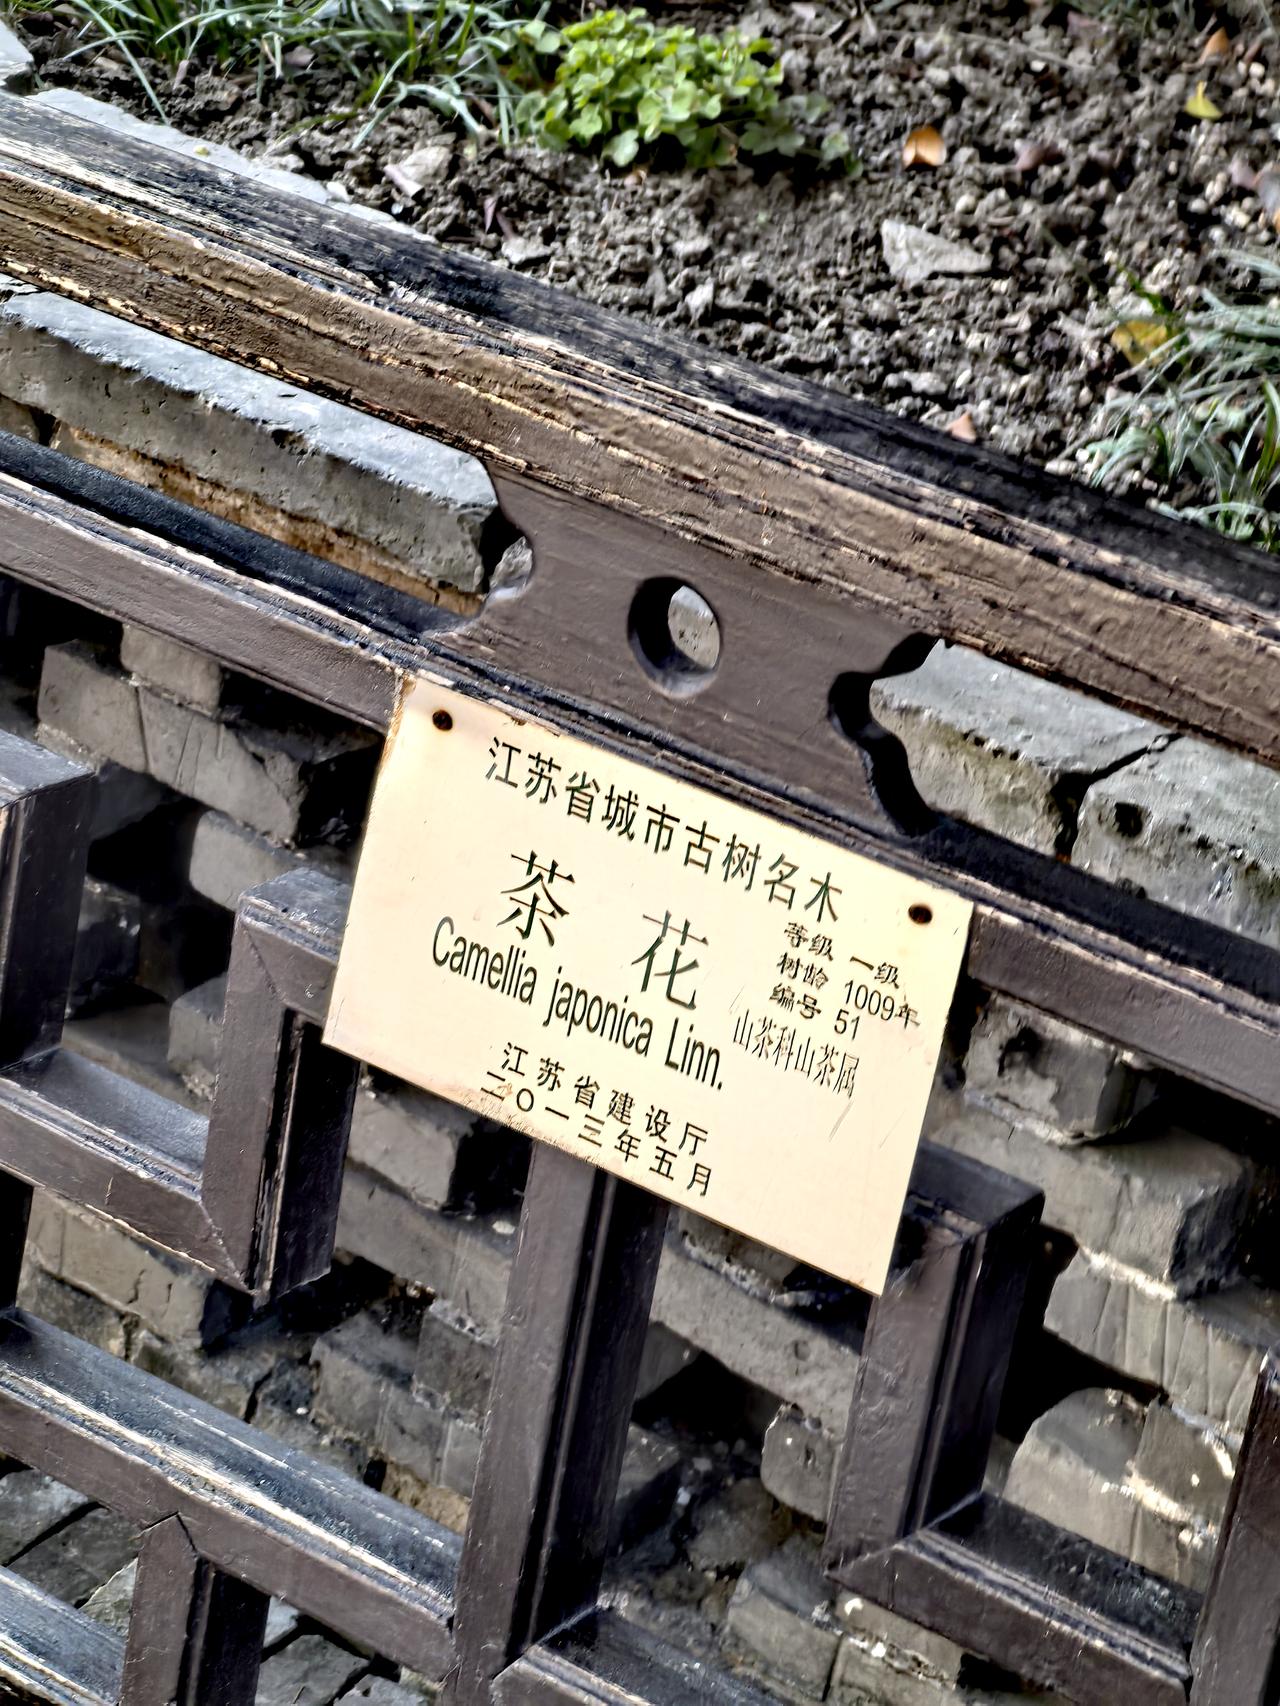 江苏省城市古树名木
茶 花
Camellia japonica Linn.
等级 一级
树龄 1009年
编号 51
山茶科山茶属
江苏省建设厅
二〇一三年五月